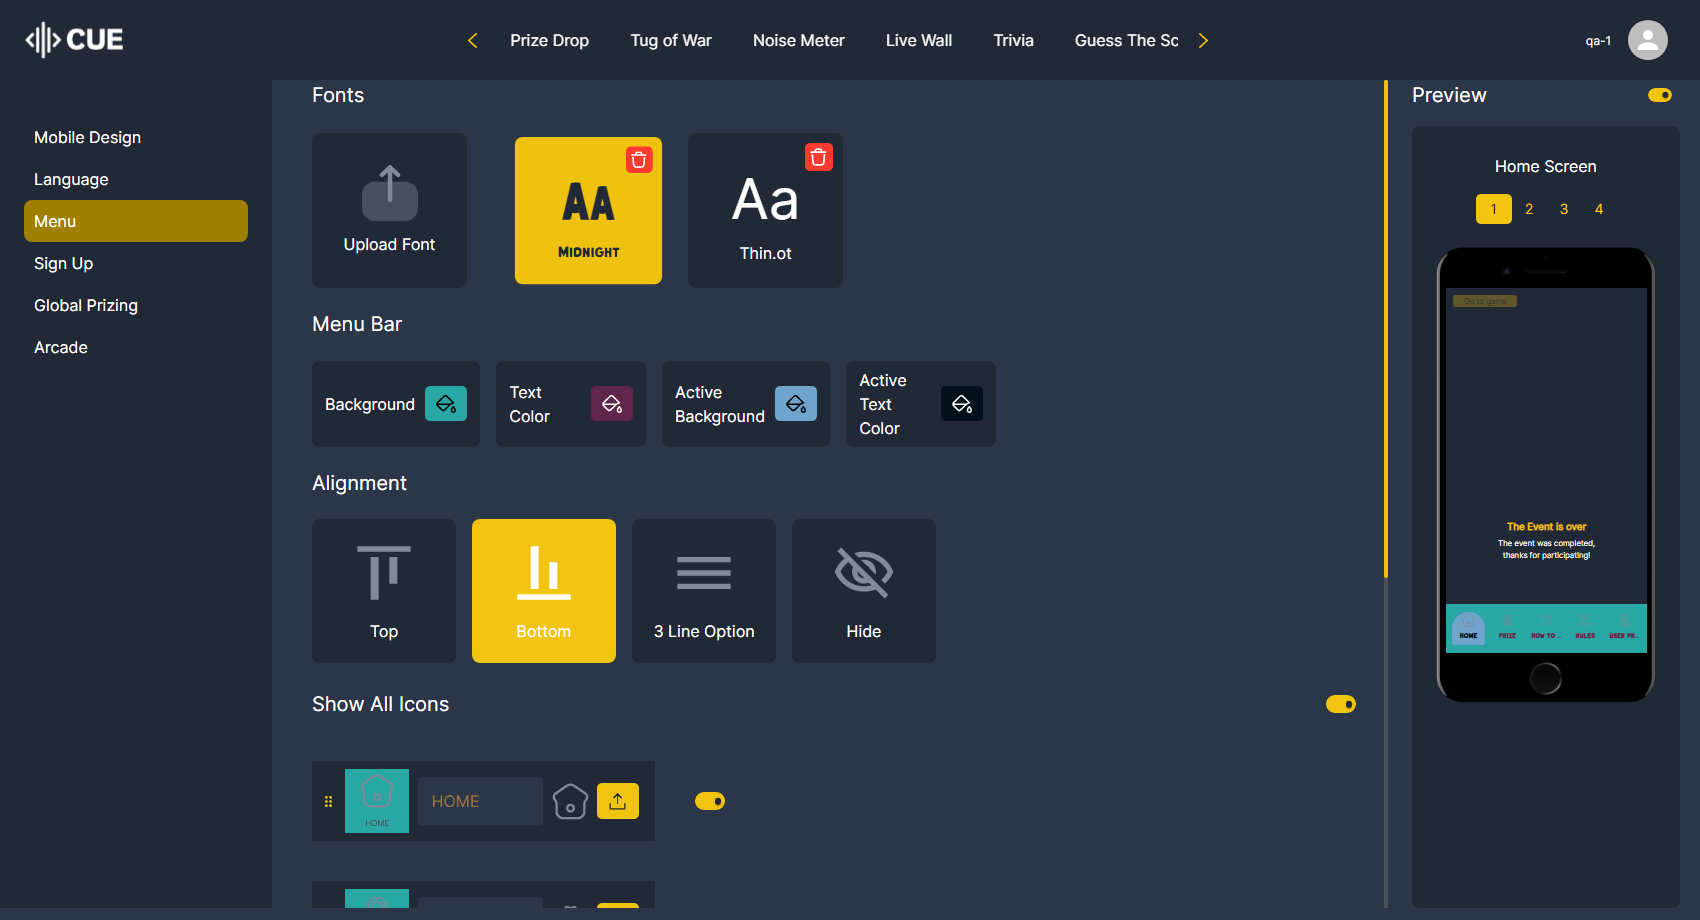 CUE
Prize Drop
Tug of War
Noise Meter
Live Wall
Trivia
Guess The Sc
qa-1
Mobile Design
Language
Menu
Sign Up
Global Prizing
Arcade
Fonts
Upload Font
Aa
Midnight
Aa
Thin.ot
Menu Bar
Background
Text
Color
Active
Background
Active
Text
Color
Alignment
Top
Bottom
3 Line Option
Hide
Show All Icons
HOME
HOME
Preview
Home Screen
1 2 3 4
Go to game
The Event is over
The event was completed,
thanks for participating!
HOME
PRIZE
HOW TO ...
RULES
USER PR...